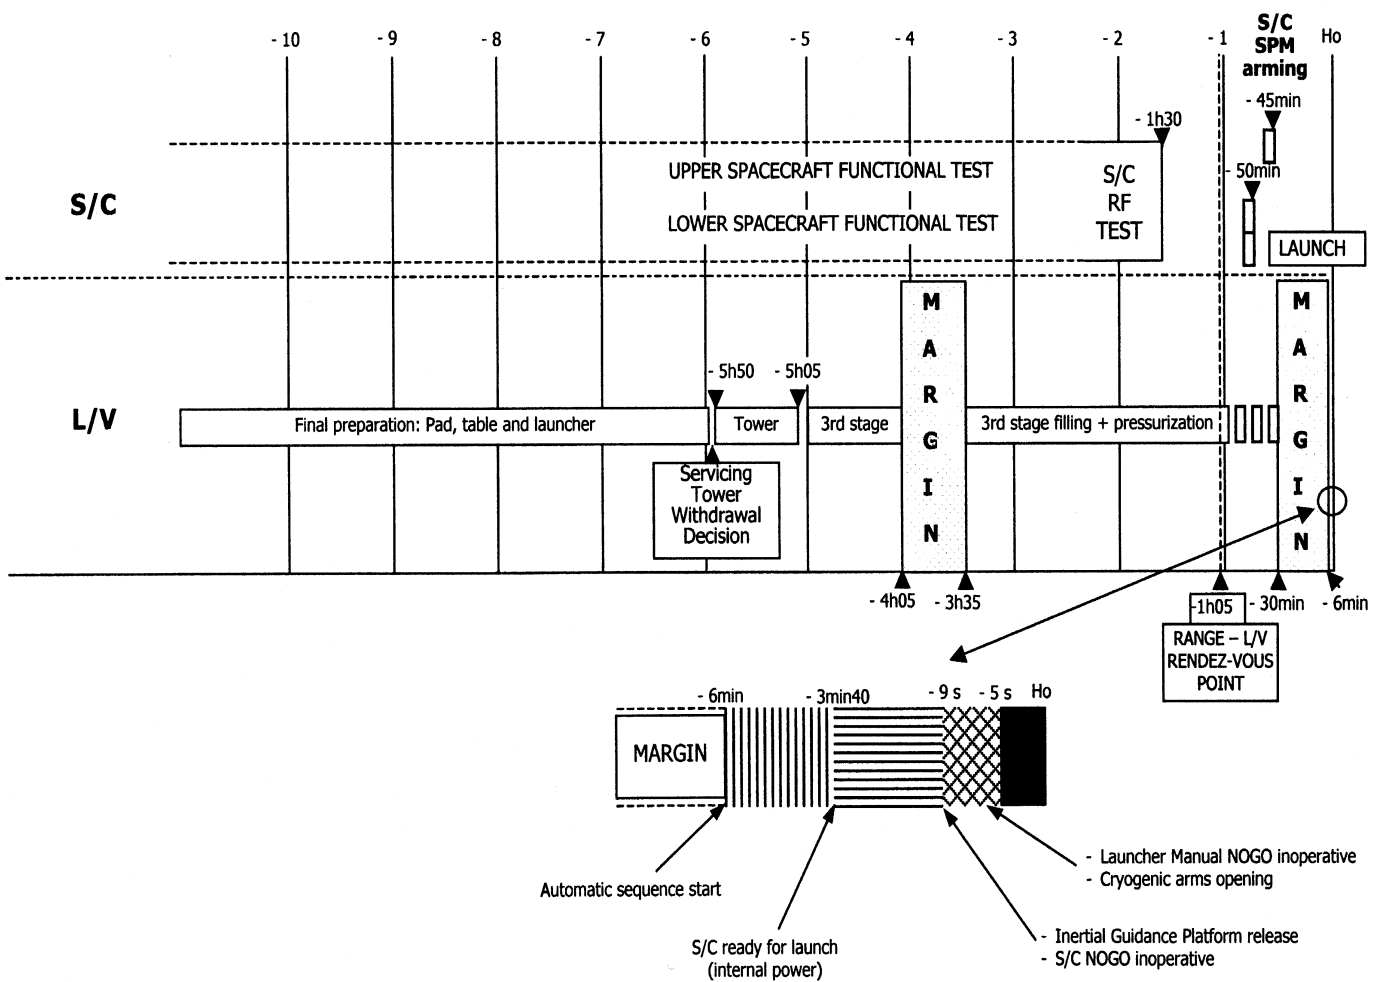 - 10
- 9
- 8
- 7
- 6
- 5
- 4
- 3
- 2
- 1
S/C
SPM
arming
Ho
- 45min
- 1h30
- 50min
S/C
UPPER SPACECRAFT FUNCTIONAL TEST
LOWER SPACECRAFT FUNCTIONAL TEST
S/C
RF
TEST
LAUNCH
L/V
- 5h50
- 5h05
Final preparation: Pad, table and launcher
Tower
3rd stage
M
A
R
G
I
N
3rd stage filling + pressurization
M
A
R
G
I
N
Servicing
Tower
Withdrawal
Decision
- 4h05
- 3h35
-1h05
- 30min
- 6min
RANGE – L/V
RENDEZ-VOUS
POINT
- 6min
- 3min40
- 9 s
- 5 s
Ho
MARGIN
Automatic sequence start
S/C ready for launch
(internal power)
- Launcher Manual NOGO inoperative
- Cryogenic arms opening
- Inertial Guidance Platform release
- S/C NOGO inoperative